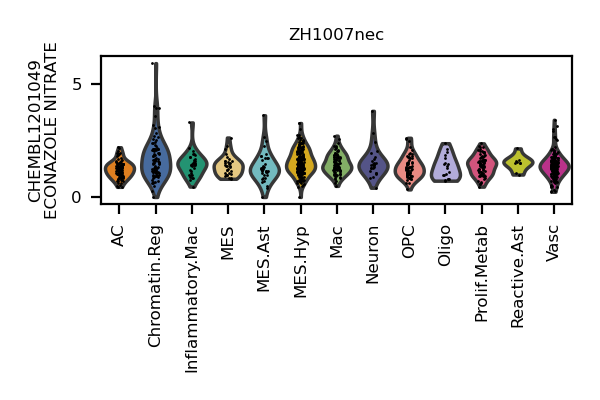 ZH1007nec
CHEMBL1201049
ECONAZOLE NITRATE
5
0
AC
Chromatin.Reg
Inflammatory.Mac
MES
MES.Ast
MES.Hyp
Mac
Neuron
OPC
Oligo
Prolif.Metab
Reactive.Ast
Vasc